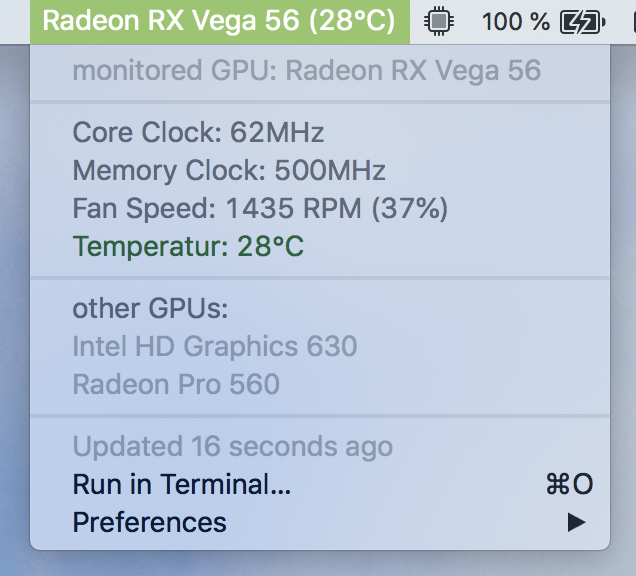 Radeon RX Vega 56 (28°C) 100 %
monitored GPU: Radeon RX Vega 56
Core Clock: 62MHz
Memory Clock: 500MHz
Fan Speed: 1435 RPM (37%)
Temperatur: 28°C
other GPUs:
Intel HD Graphics 630
Radeon Pro 560
Updated 16 seconds ago
Run in Terminal... ⌘O
Preferences ▶